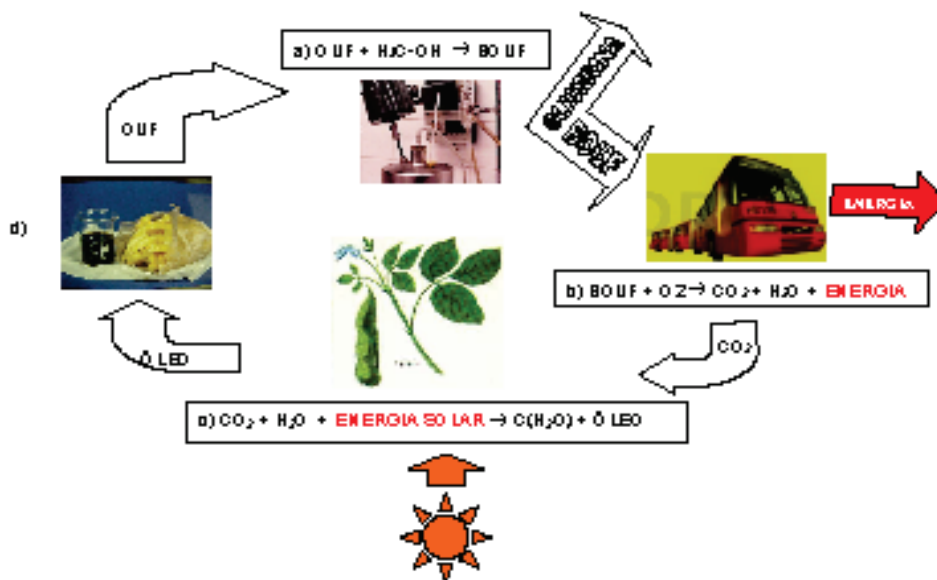 a) OUF + H₃C-OH → BOUF
OUF
BOUF
ENERGIA
d)
b) BOUF + O2 → CO₂ + H₂O + ENERGIA
ÓLEO
CO₂
c) CO₂ + H₂O + ENERGIA SOLAR → C(H₂O) + ÓLEO